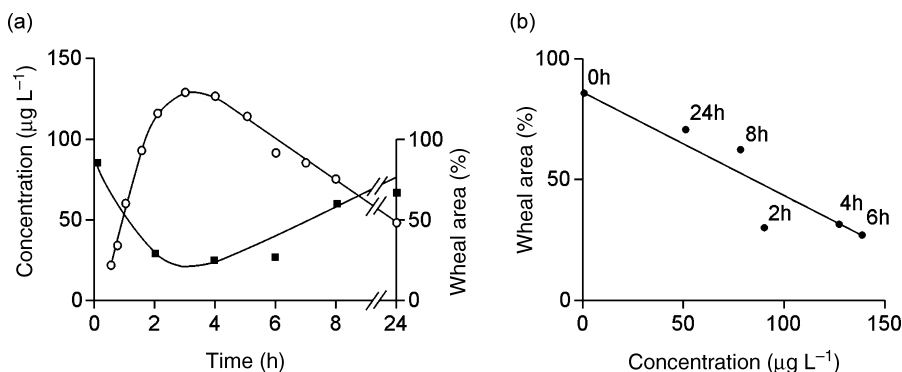 (a)
150
100
50
0
Concentration (µg L⁻¹)
0 2 4 6 8 24
Time (h)
100
50
0
Wheal area (%)
(b)
100
50
0
Wheal area (%)
0h
24h
8h
2h
4h
6h
0 50 100 150
Concentration (µg L⁻¹)